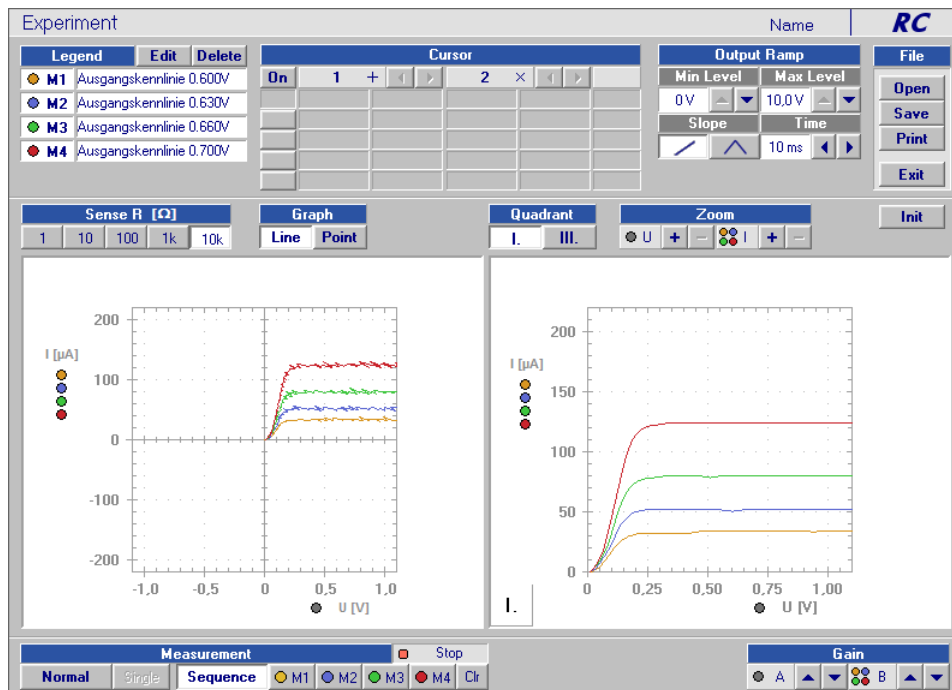 Experiment Name RC
Legend Edit Delete Cursor Output Ramp File
M1 Ausgangskennlinie 0.600V On 1 + 2 × Min Level Max Level
M2 Ausgangskennlinie 0.630V 0V 10,0V Open
M3 Ausgangskennlinie 0.660V Slope Time Save
M4 Ausgangskennlinie 0.700V 10 ms Print
Exit
Sense R [Ω] Graph Quadrant Zoom Init
1 10 100 1k 10k Line Point I. III. U + − I + −
200
I [µA]
100
0
-100
-200
-1,0 -0,5 0 0,5 1,0
U [V]
200
I [µA]
150
100
50
0
0 0,25 0,50 0,75 1,00
I. U [V]
Measurement Stop Gain
Normal Single Sequence M1 M2 M3 M4 Clr A B